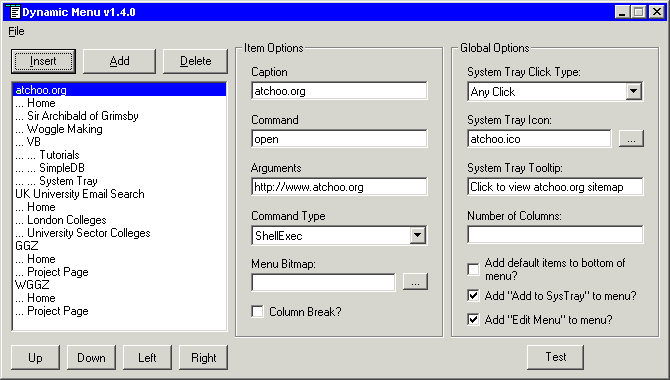 Dynamic Menu v1.4.0
File
Insert
Add
Delete
atchoo.org
... Home
... Sir Archibald of Grimsby
... Woggle Making
... VB
... ... Tutorials
... ... SimpleDB
... ... System Tray
UK University Email Search
... Home
... London Colleges
... University Sector Colleges
GGZ
... Home
... Project Page
WGGZ
... Home
... Project Page
Up
Down
Left
Right
Item Options
Caption
atchoo.org
Command
open
Arguments
http://www.atchoo.org
Command Type
ShellExec
Menu Bitmap:
...
Column Break?
Global Options
System Tray Click Type:
Any Click
System Tray Icon:
atchoo.ico
...
System Tray Tooltip:
Click to view atchoo.org sitemap
Number of Columns:
Add default items to bottom of
menu?
Add "Add to SysTray" to menu?
Add "Edit Menu" to menu?
Test